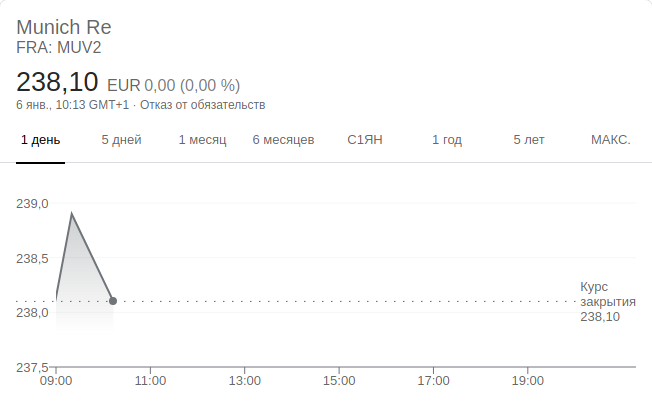 Munich Re
FRA: MUV2
238,10 EUR 0,00 (0,00 %)
6 янв., 10:13 GMT+1 · Отказ от обязательств
1 день 5 дней 1 месяц 6 месяцев С1ЯН 1 год 5 лет МАКС.
239,0
238,5
Курс
закрытия
238,10
238,0
237,5
09:00 11:00 13:00 15:00 17:00 19:00